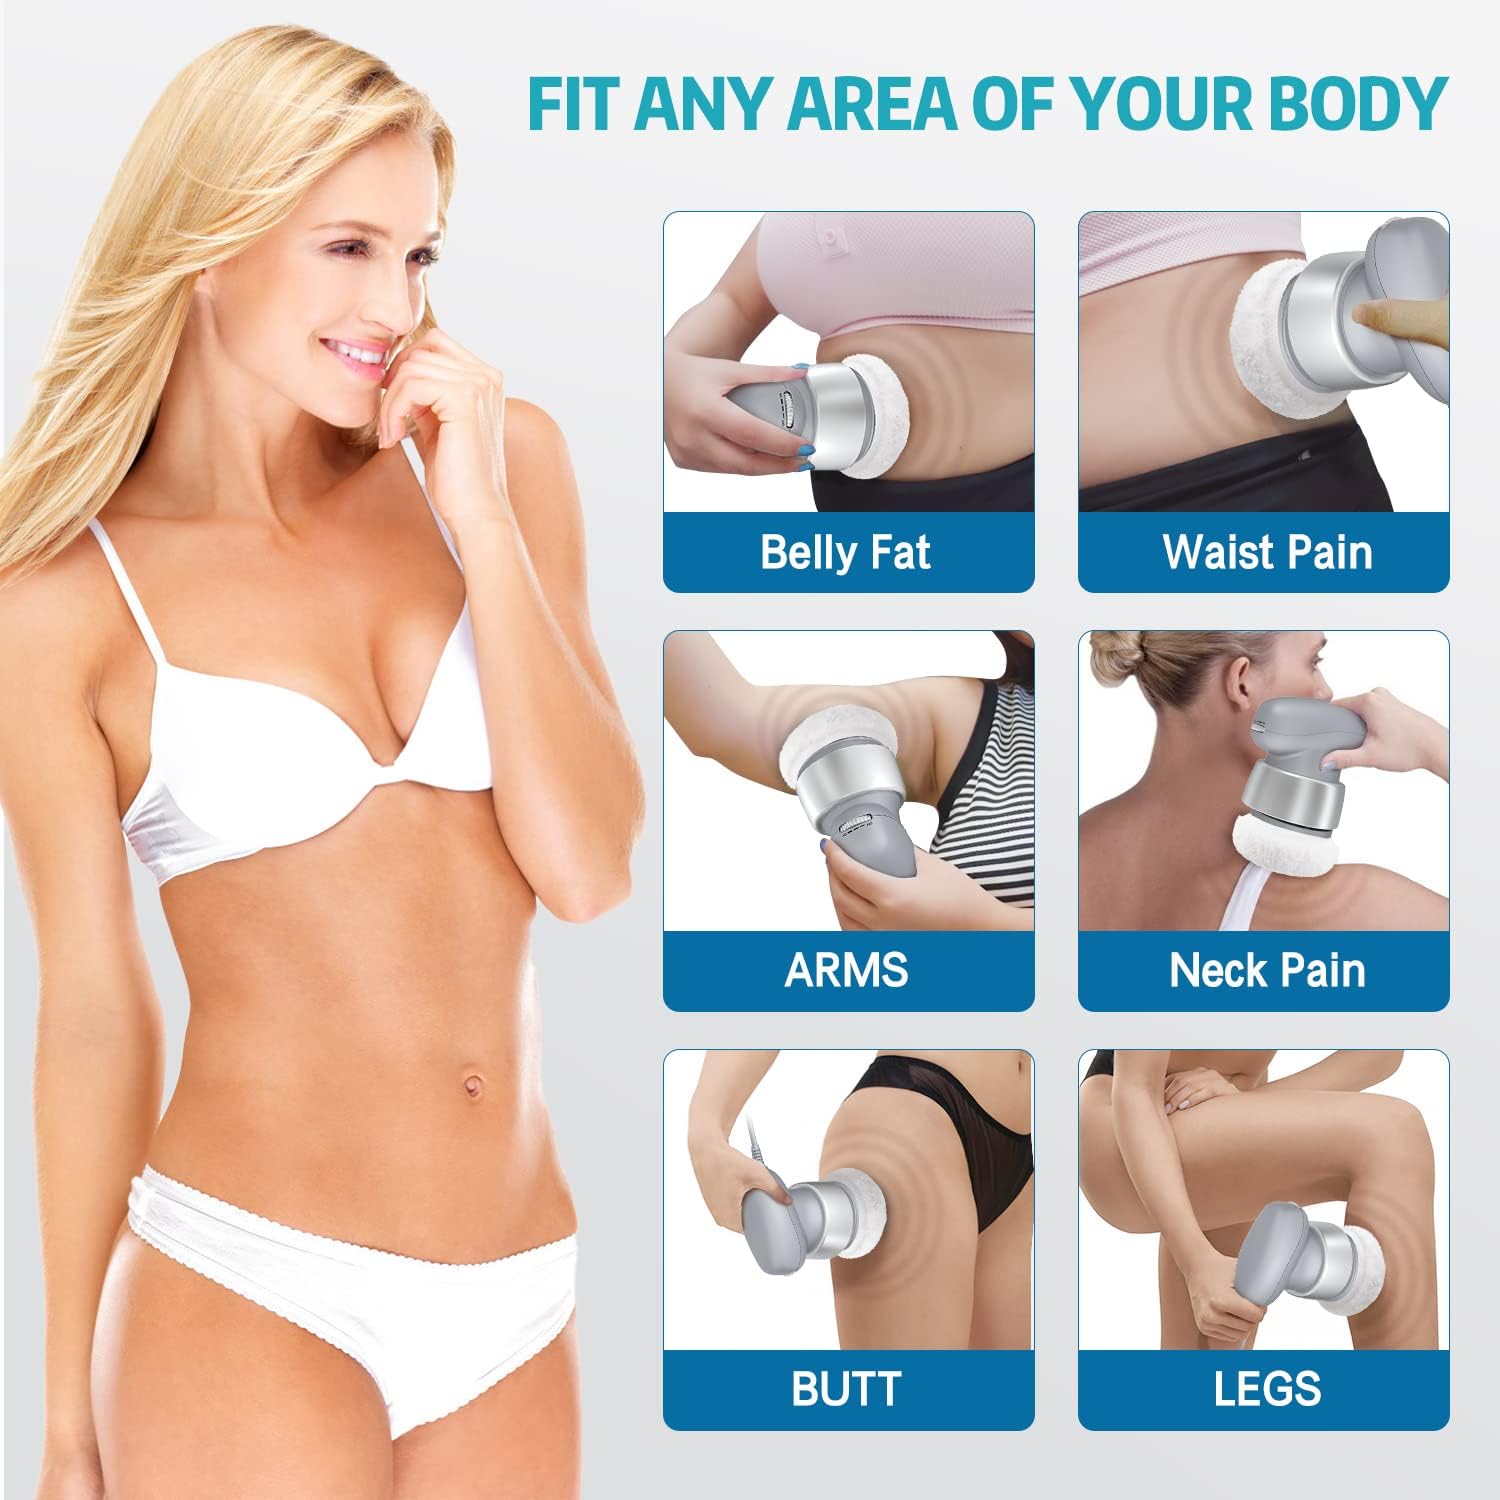 FIT ANY AREA OF YOUR BODY
Belly Fat
Waist Pain
ARMS
Neck Pain
BUTT
LEGS